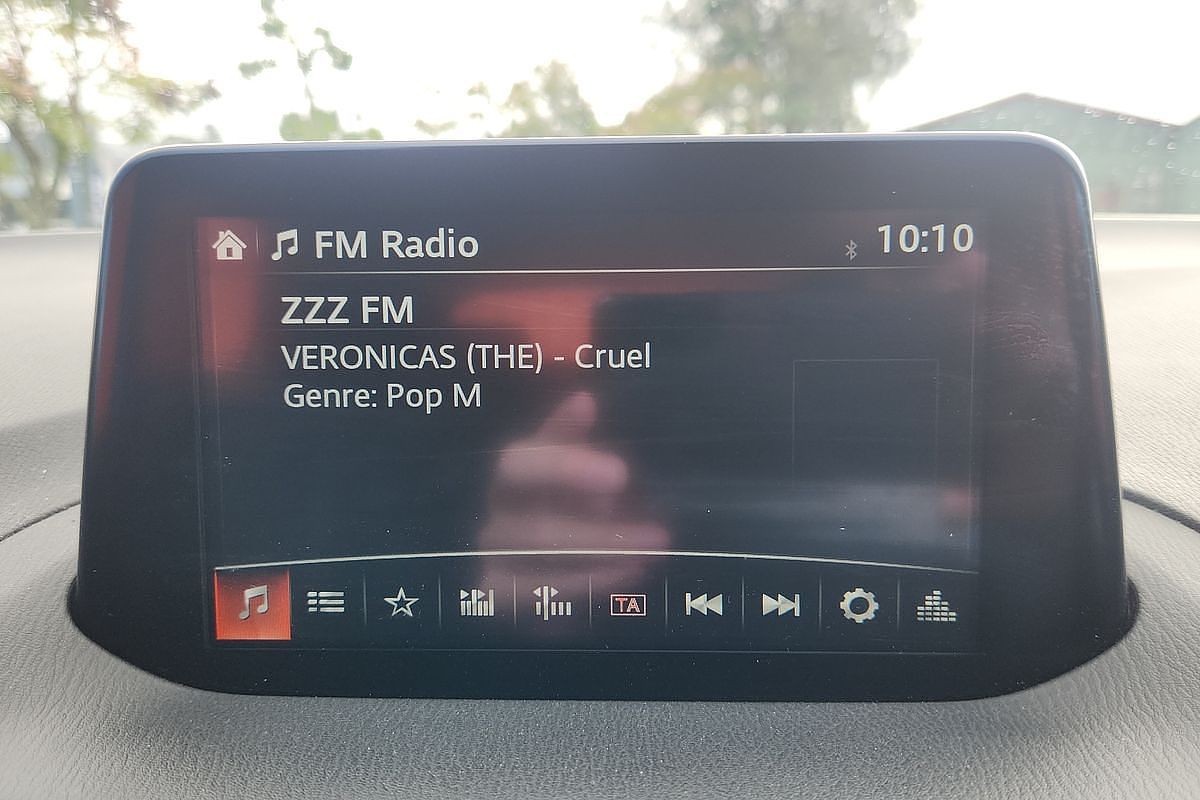 FM Radio 10:10
ZZZ FM
VERONICAS (THE) - Cruel
Genre: Pop M
TA